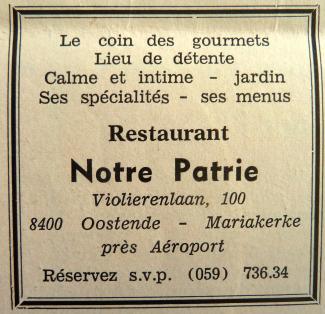 Le coin des gourmets
Lieu de détente
Calme et intime - jardin
Ses spécialités - ses menus
Restaurant
Notre Patrie
Violierenlaan, 100
8400 Oostende - Mariakerke
près Aéroport
Réservez s.v.p. (059) 736.34